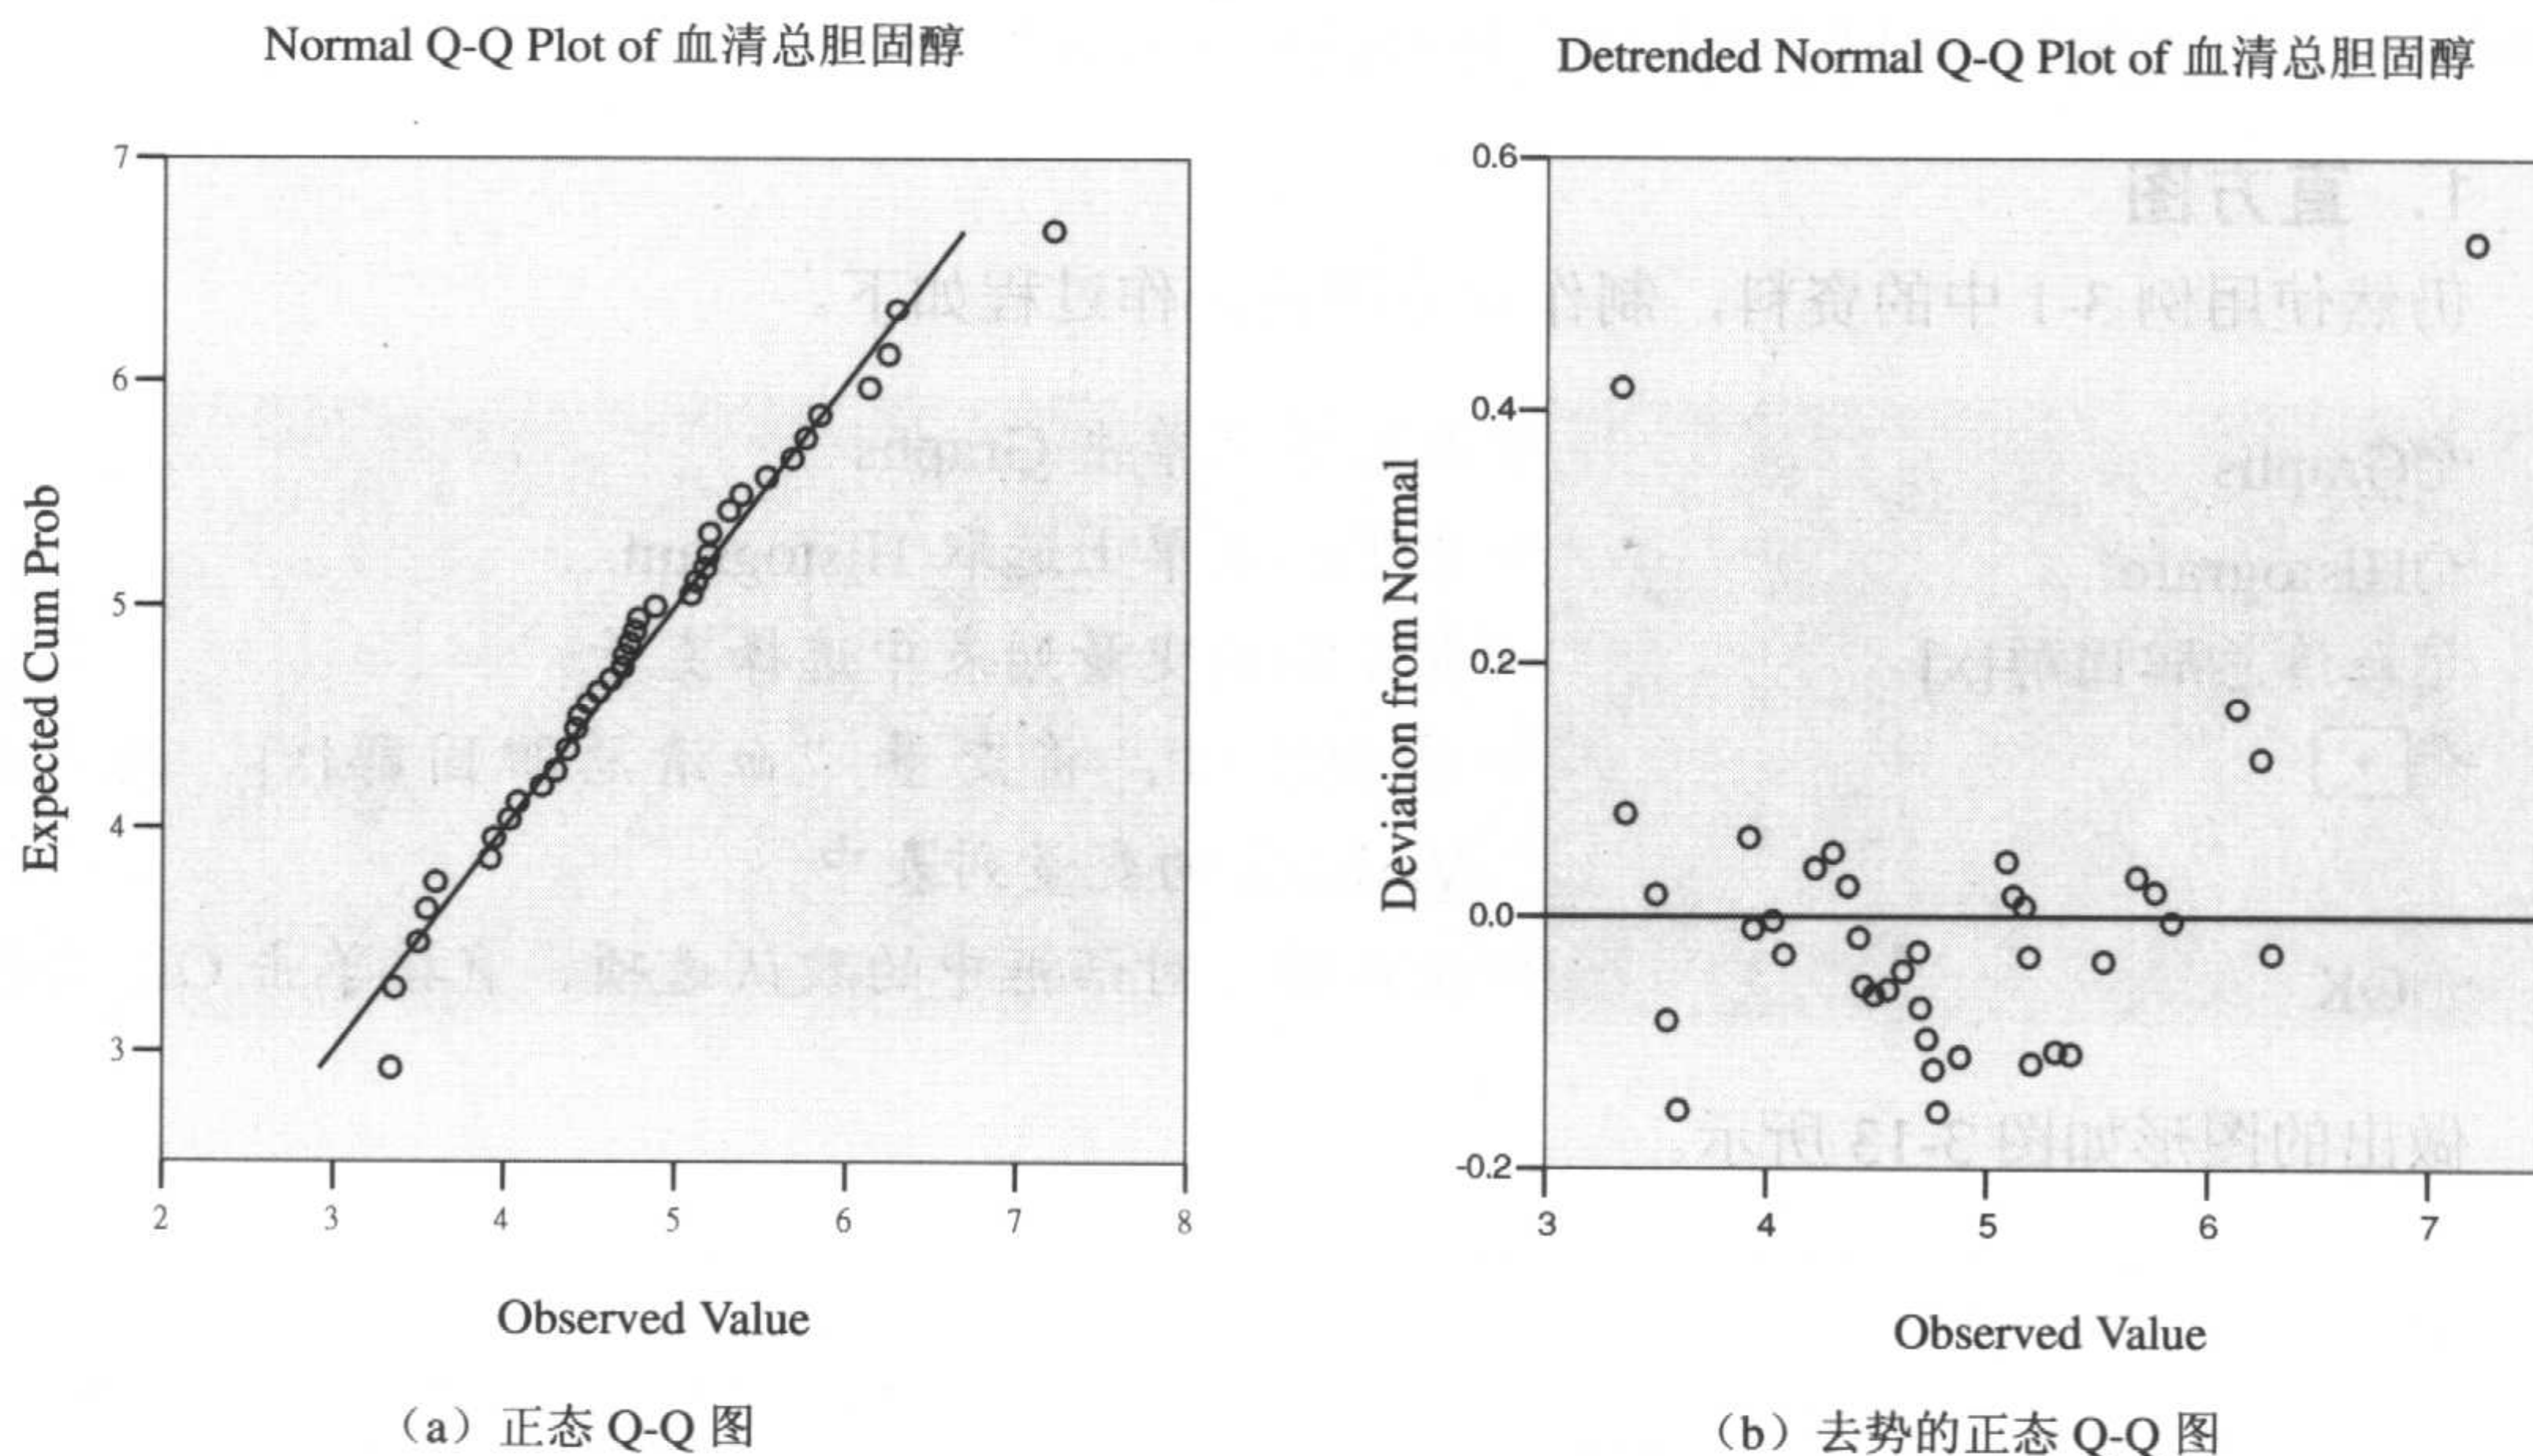 Normal Q-Q Plot of 血清总胆固醇
7
6
5
4
3
Expected Cum Prob
2 3 4 5 6 7 8
Observed Value
（a）正态 Q-Q 图
Detrended Normal Q-Q Plot of 血清总胆固醇
0.6
0.4
0.2
0.0
-0.2
Deviation from Normal
3 4 5 6 7
Observed Value
（b）去势的正态 Q-Q 图